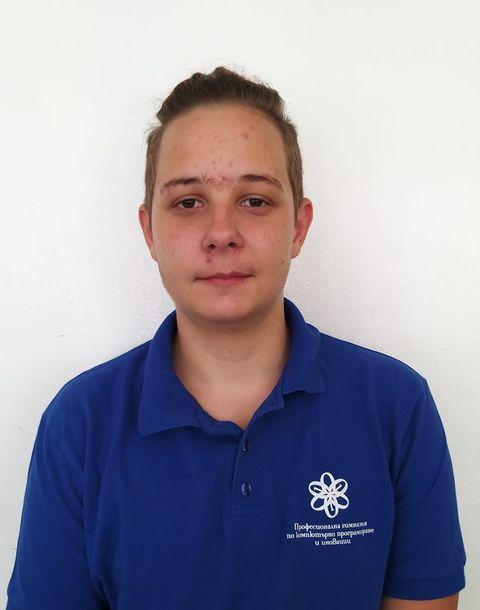 Професионална гимназия
по компютърно програмиране
и иновации